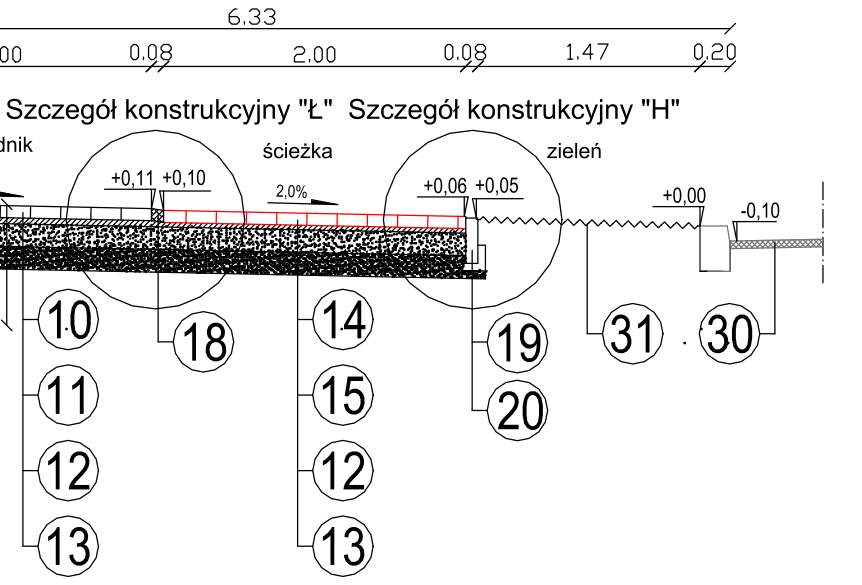 6.33
00 0.08 2.00 0.08 1.47 0.20
Szczegół konstrukcyjny "Ł" Szczegół konstrukcyjny "H"
dnik ścieżka zieleń
+0,11 +0,10 2,0% +0,06 +0,05 +0,00 -0,10
10 18 14 19 31 30
11 15 20
12 12
13 13